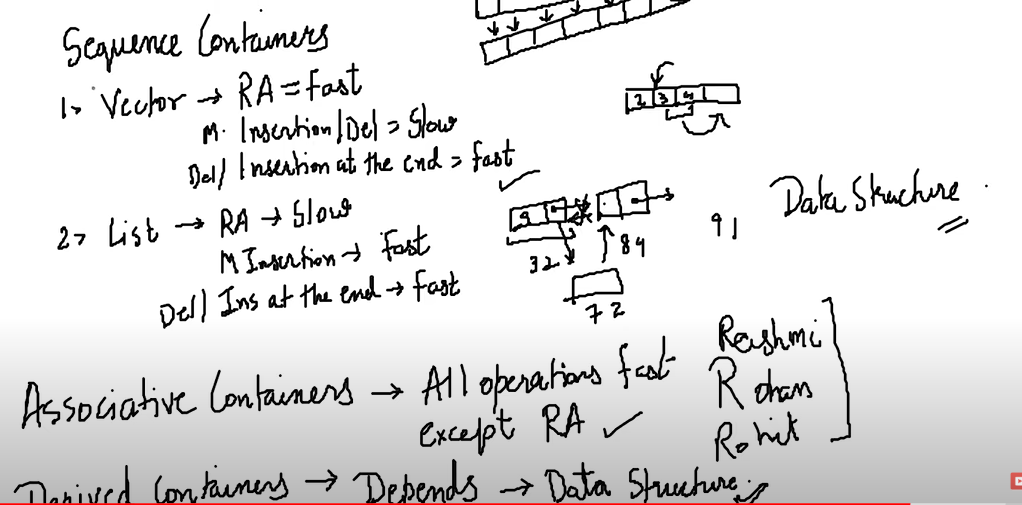 Sequence Containers
1> Vector → RA = Fast
M. Insertion/Del = Slow
Del/ Insertion at the end = fast
2 3 4
2> List → RA → Slow
M Insertion → Fast
Del/ Ins at the end → fast
9
32
84
72
91
Data Structure
Associative Containers → All operations fast
except RA
Rashmi
Rohan
Rohit
Derived Containers → Depends → Data Structure